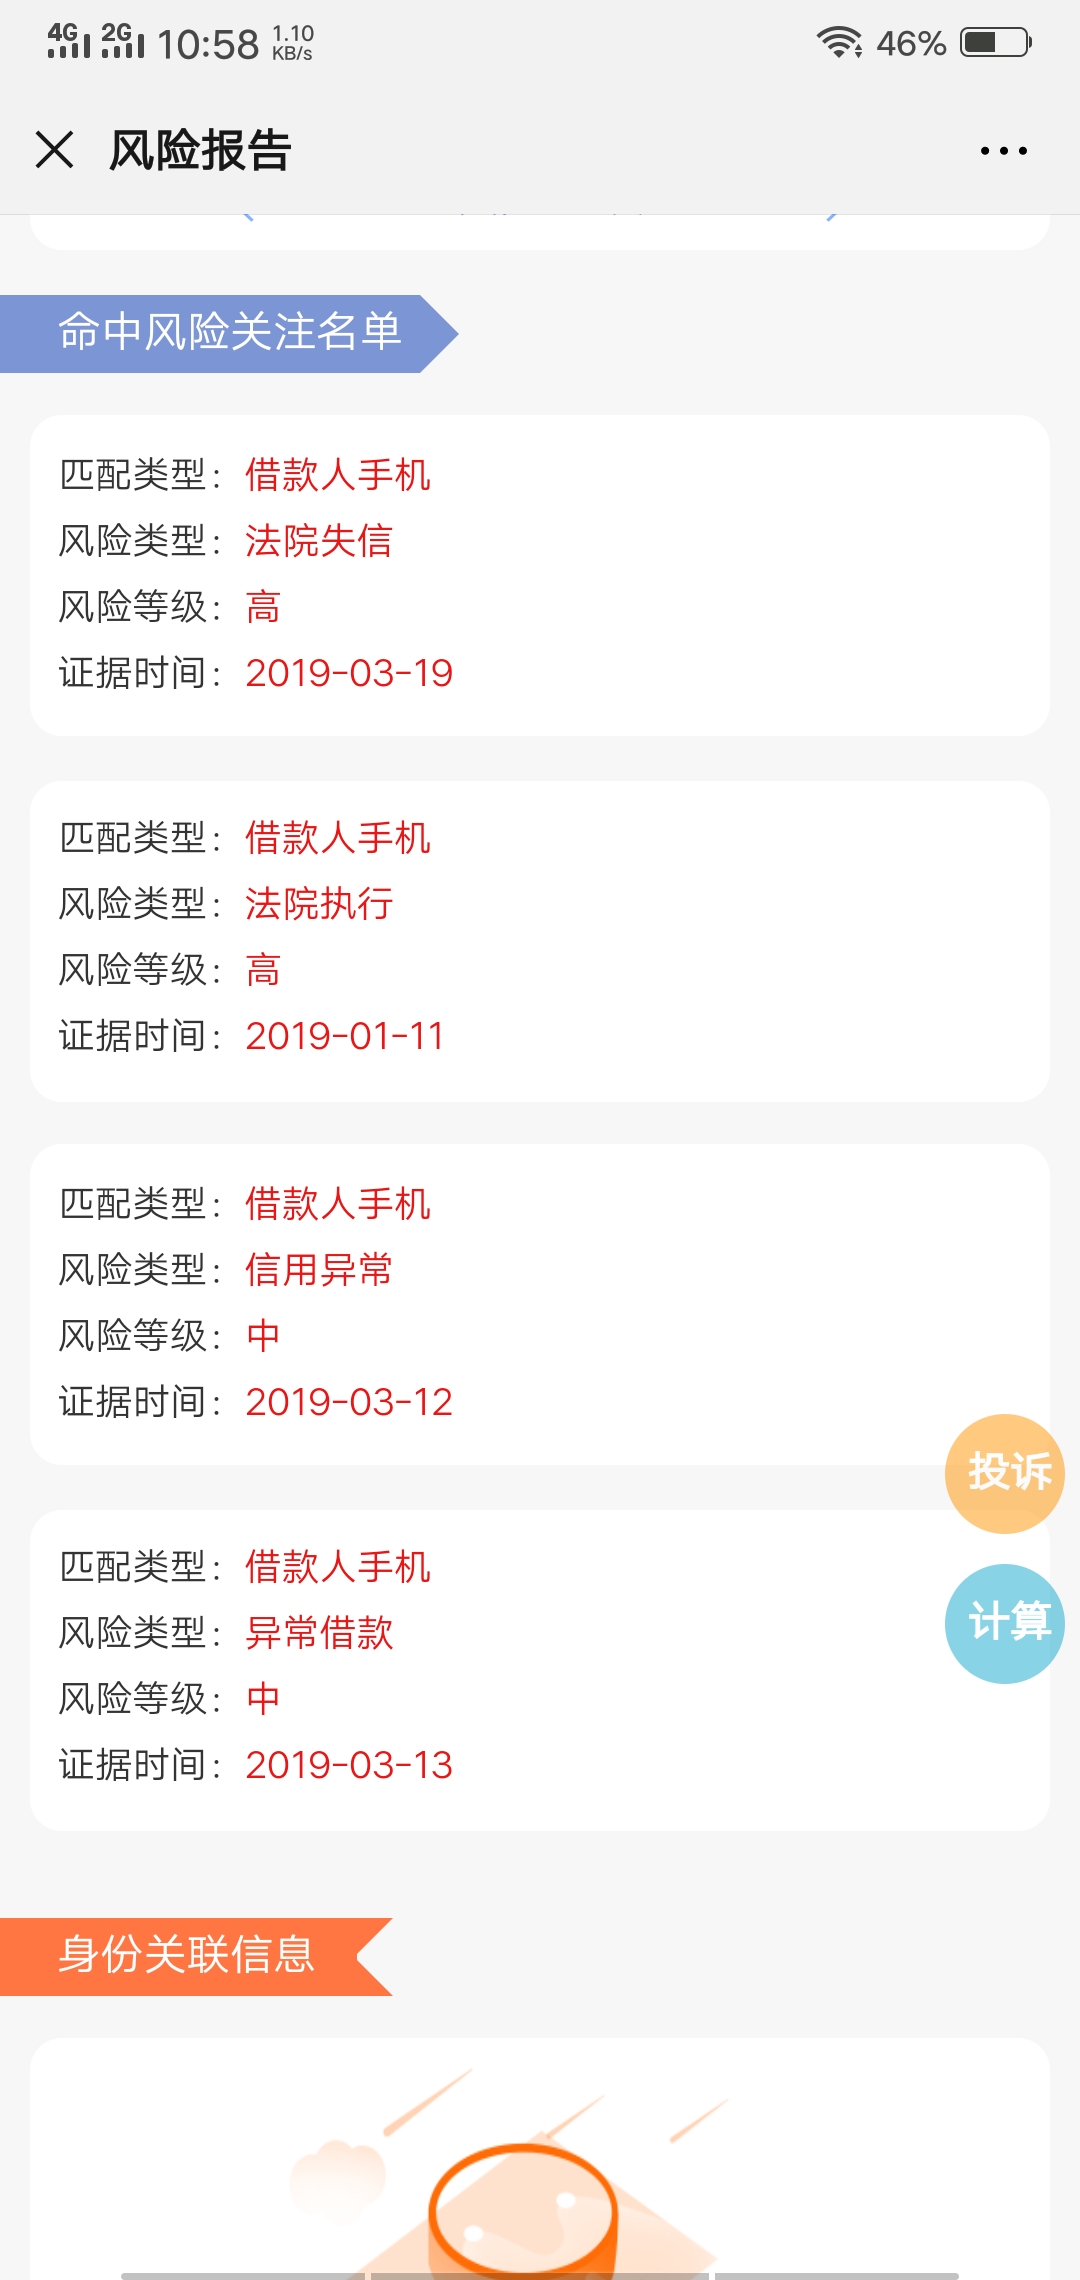 4G 2G 10:58 1.10 KB/s 46%
风险报告
命中风险关注名单
匹配类型：借款人手机
风险类型：法院失信
风险等级：高
证据时间：2019-03-19
匹配类型：借款人手机
风险类型：法院执行
风险等级：高
证据时间：2019-01-11
匹配类型：借款人手机
风险类型：信用异常
风险等级：中
证据时间：2019-03-12
投诉
匹配类型：借款人手机
风险类型：异常借款
计算
风险等级：中
证据时间：2019-03-13
身份关联信息